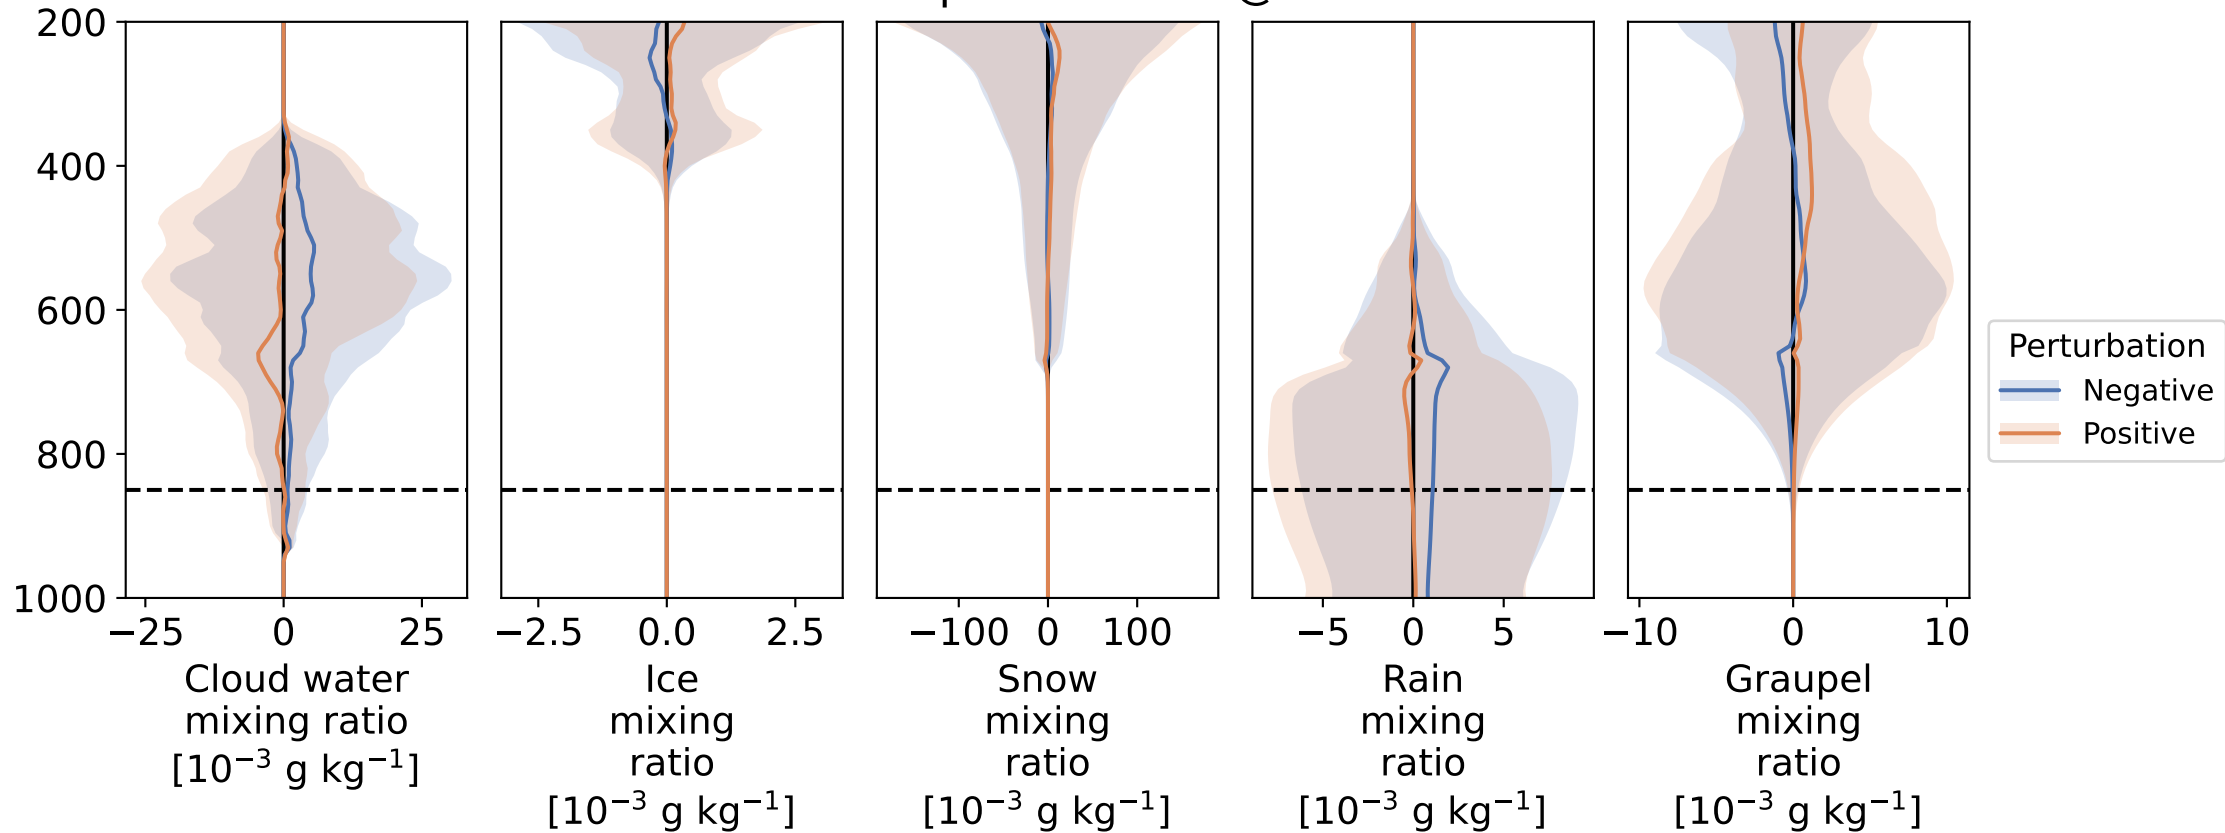 200
400
600
800
1000
−25 0 25
−2.5 0.0 2.5
−100 0 100
−5 0 5
−10 0 10
Cloud water
mixing ratio
[10⁻³ g kg⁻¹]
Ice
mixing
ratio
[10⁻³ g kg⁻¹]
Snow
mixing
ratio
[10⁻³ g kg⁻¹]
Rain
mixing
ratio
[10⁻³ g kg⁻¹]
Graupel
mixing
ratio
[10⁻³ g kg⁻¹]
Perturbation
Negative
Positive